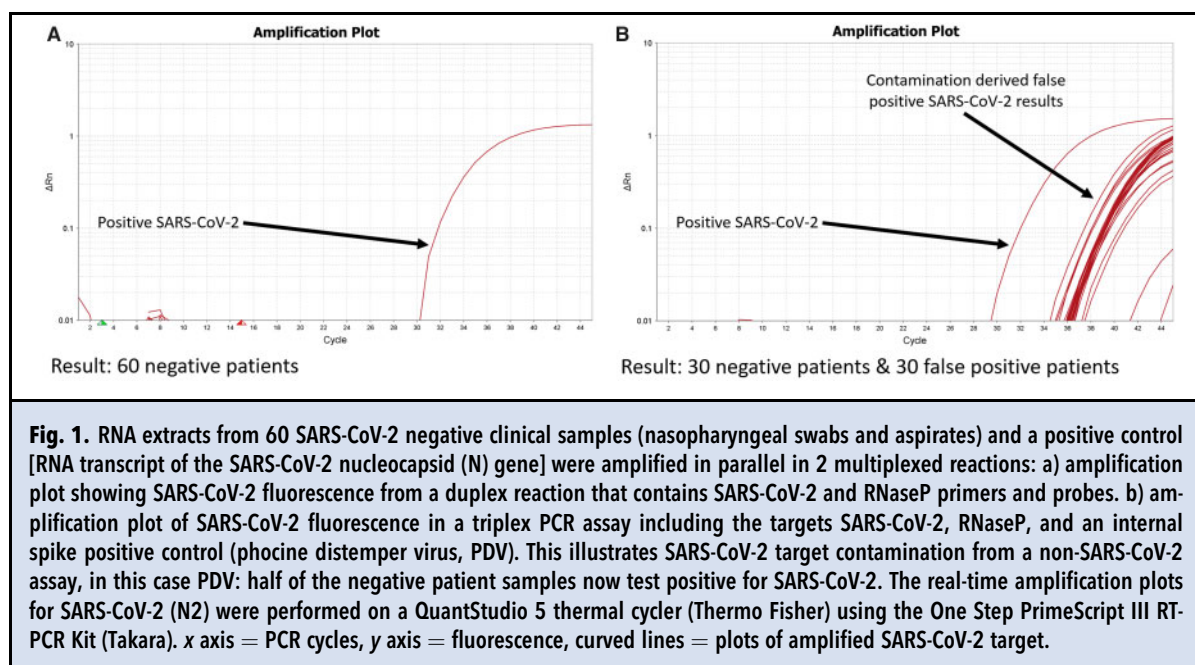 A
Amplification Plot
10
1
0.1
0.01
ΔRn
Positive SARS-CoV-2
2 4 6 8 10 12 14 16 18 20 22 24 26 28 30 32 34 36 38 40 42 44
Cycle
Result: 60 negative patients
B
Amplification Plot
10
1
0.1
0.01
ΔRn
Contamination derived false
positive SARS-CoV-2 results
Positive SARS-CoV-2
2 4 6 8 10 12 14 16 18 20 22 24 26 28 30 32 34 36 38 40 42 44
Cycle
Result: 30 negative patients & 30 false positive patients
Fig. 1. RNA extracts from 60 SARS-CoV-2 negative clinical samples (nasopharyngeal swabs and aspirates) and a positive control
[RNA transcript of the SARS-CoV-2 nucleocapsid (N) gene] were amplified in parallel in 2 multiplexed reactions: a) amplification
plot showing SARS-CoV-2 fluorescence from a duplex reaction that contains SARS-CoV-2 and RNaseP primers and probes. b) am-
plification plot of SARS-CoV-2 fluorescence in a triplex PCR assay including the targets SARS-CoV-2, RNaseP, and an internal
spike positive control (phocine distemper virus, PDV). This illustrates SARS-CoV-2 target contamination from a non-SARS-CoV-2
assay, in this case PDV: half of the negative patient samples now test positive for SARS-CoV-2. The real-time amplification plots
for SARS-CoV-2 (N2) were performed on a QuantStudio 5 thermal cycler (Thermo Fisher) using the One Step PrimeScript III RT-
PCR Kit (Takara). x axis = PCR cycles, y axis = fluorescence, curved lines = plots of amplified SARS-CoV-2 target.